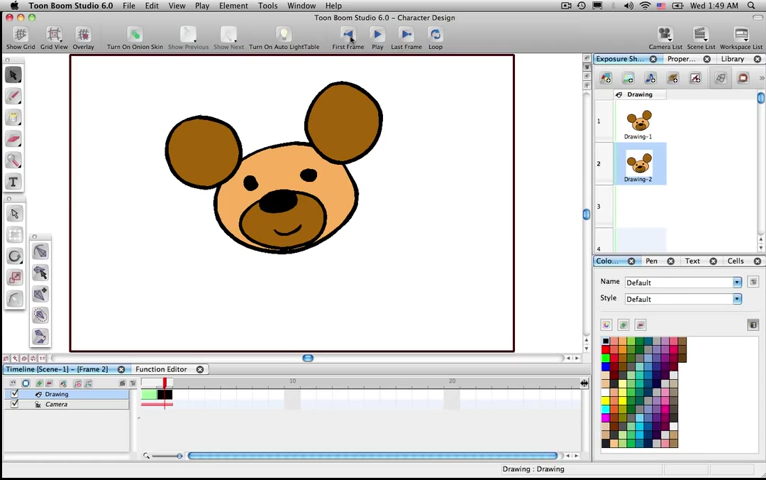 Toon Boom Studio 6.0 File Edit View Play Element Tools Window Help Wed 1:49 AM
Toon Boom Studio 6.0 - Character Design
Show Grid Grid View Overlay Turn On Onion Skin Show Previous Show Next Turn On Auto LightTable First Frame Play Last Frame Loop Camera List Scene List Workspace List
Exposure Sh... Proper... Library
Drawing
1
Drawing-1
2
Drawing-2
3
4
T
Colo... Pen Text Cells
Name Default
Style Default
Timeline [Scene-1] - [Frame 2] Function Editor
10 20
Drawing
Camera
Drawing : Drawing